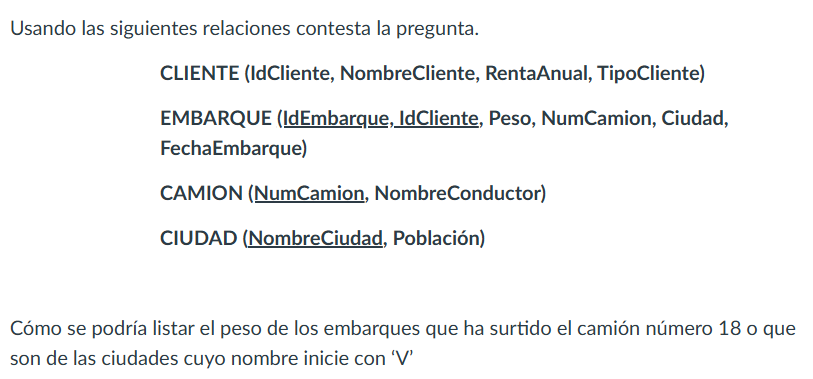 Usando las siguientes relaciones contesta la pregunta.
CLIENTE (IdCliente, NombreCliente, RentaAnual, TipoCliente)
EMBARQUE (IdEmbarque, IdCliente, Peso, NumCamion, Ciudad,
FechaEmbarque)
CAMION (NumCamion, NombreConductor)
CIUDAD (NombreCiudad, Población)
Cómo se podría listar el peso de los embarques que ha surtido el camión número 18 o que
son de las ciudades cuyo nombre inicie con ‘V’